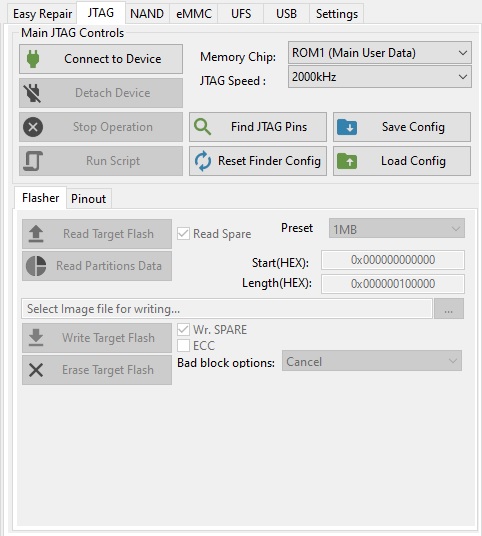 Easy Repair JTAG NAND eMMC UFS USB Settings
Main JTAG Controls
Connect to Device
Memory Chip: ROM1 (Main User Data)
JTAG Speed : 2000kHz
Detach Device
Stop Operation Find JTAG Pins Save Config
Run Script Reset Finder Config Load Config
Flasher Pinout
Read Target Flash Read Spare Preset 1MB
Read Partitions Data Start(HEX): 0x000000000000
Length(HEX): 0x000000100000
Select Image file for writing... ...
Write Target Flash Wr. SPARE
ECC
Erase Target Flash Bad block options: Cancel